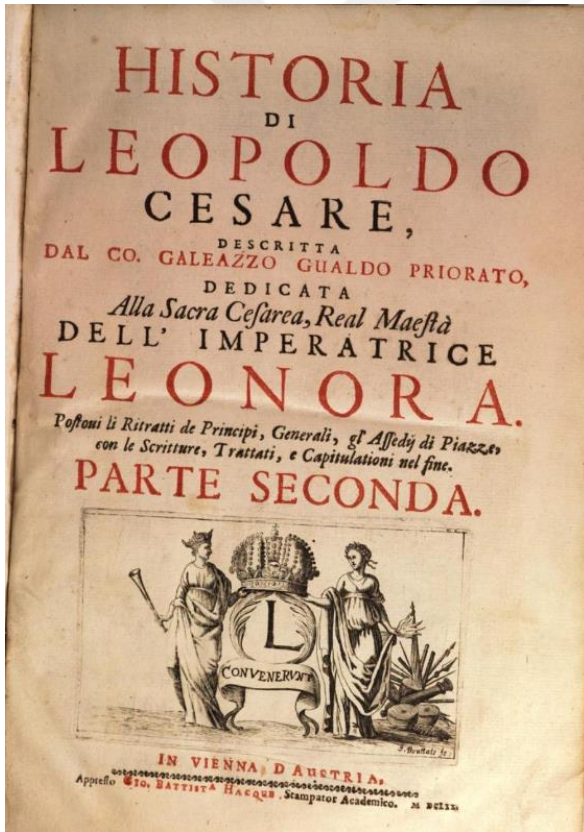 HISTORIA
DI
LEOPOLDO
CESARE,
DESCRITTA
DAL CO. GALEAZZO GUALDO PRIORATO,
DEDICATA
Alla Sacra Cesarea, Real Maestà
DELL' IMPERATRICE
LEONORA.
Postovi li Ritratti de Principi, Generali, gl' Assedij di Piazze,
con le Scritture, Trattati, e Capitulationi nel fine.
PARTE SECONDA.
L
CONVENERVNT
IN VIENNA D'AUSTRIA,
Appresso GIO. BATTISTA HACQUE, Stampator Academico.